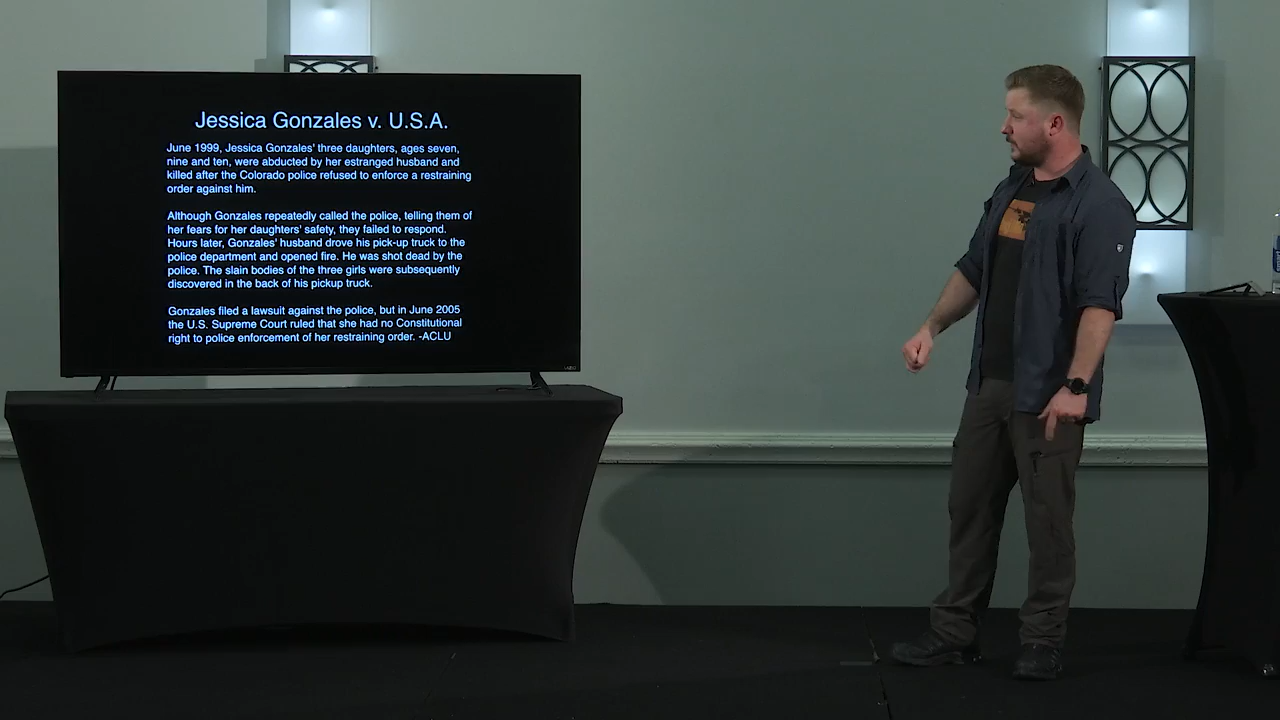 Jessica Gonzales v. U.S.A.
June 1999, Jessica Gonzales' three daughters, ages seven,
nine and ten, were abducted by her estranged husband and
killed after the Colorado police refused to enforce a restraining
order against him.
Although Gonzales repeatedly called the police, telling them of
her fears for her daughters' safety, they failed to respond.
Hours later, Gonzales' husband drove his pick-up truck to the
police department and opened fire. He was shot dead by the
police. The slain bodies of the three girls were subsequently
discovered in the back of his pickup truck.
Gonzales filed a lawsuit against the police, but in June 2005
the U.S. Supreme Court ruled that she had no Constitutional
right to police enforcement of her restraining order. -ACLU